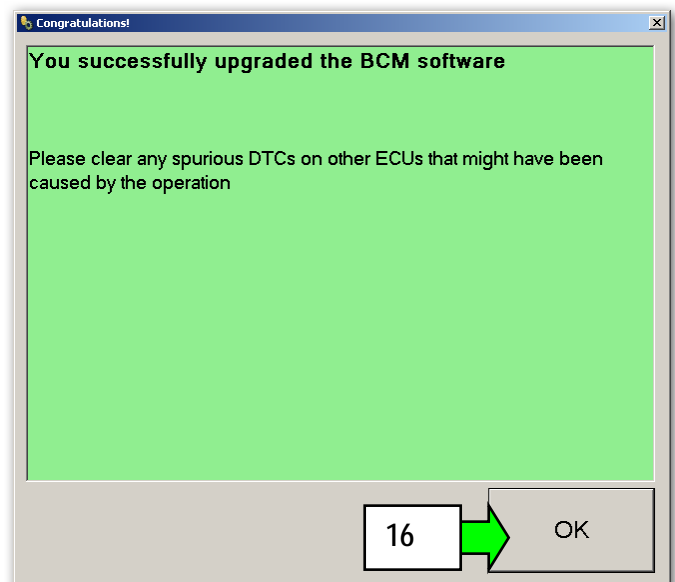 Congratulations!
You successfully upgraded the BCM software
Please clear any spurious DTCs on other ECUs that might have been
caused by the operation
16
OK